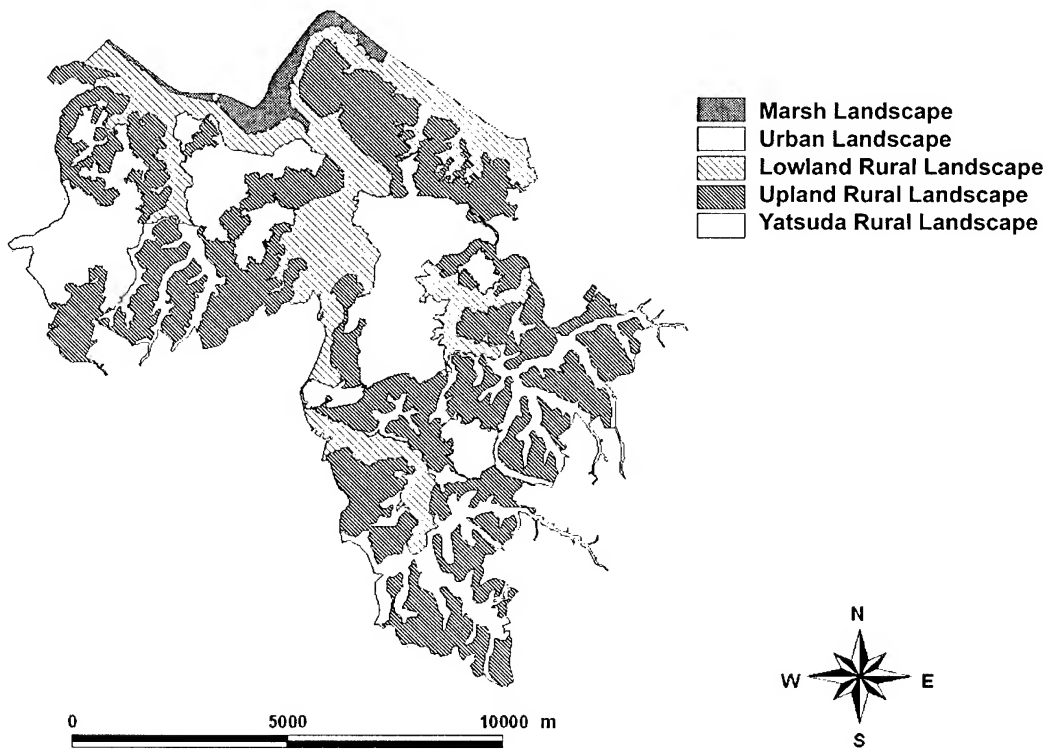 Marsh Landscape
Urban Landscape
Lowland Rural Landscape
Upland Rural Landscape
Yatsuda Rural Landscape
N
W E
S
0 5000 10000 m